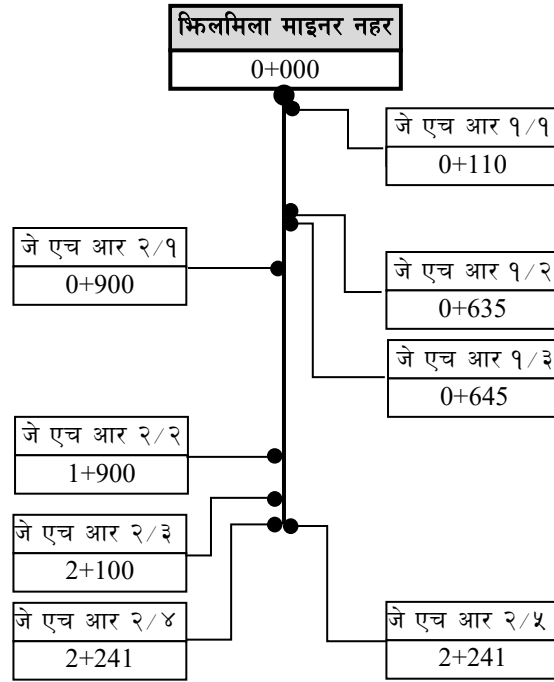 झिलमिला माइनर नहर
0+000
जे एच आर १/१
0+110
जे एच आर २/१
0+900
जे एच आर १/२
0+635
जे एच आर १/३
0+645
जे एच आर २/२
1+900
जे एच आर २/३
2+100
जे एच आर २/४
2+241
जे एच आर २/५
2+241